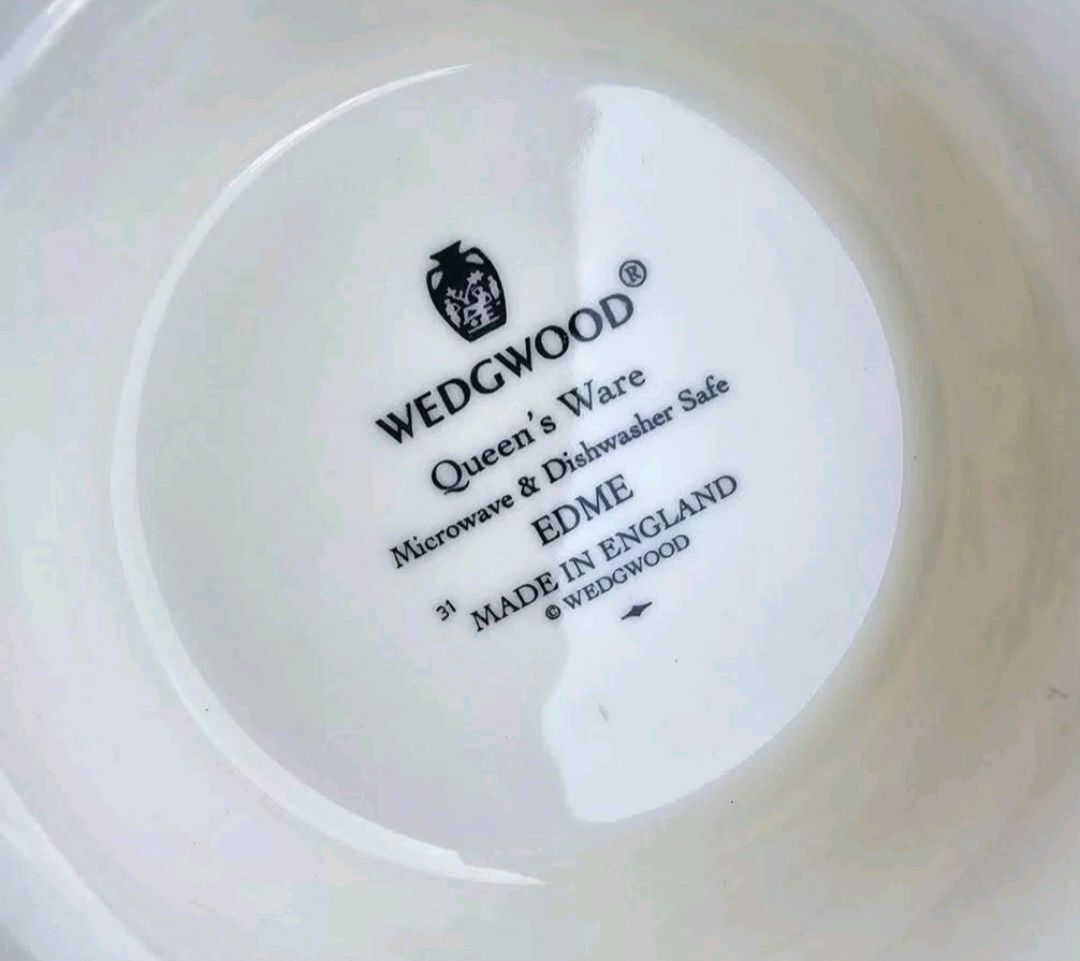 WEDGWOOD®
Queen's Ware
Microwave & Dishwasher Safe
EDME
31 MADE IN ENGLAND
© WEDGWOOD